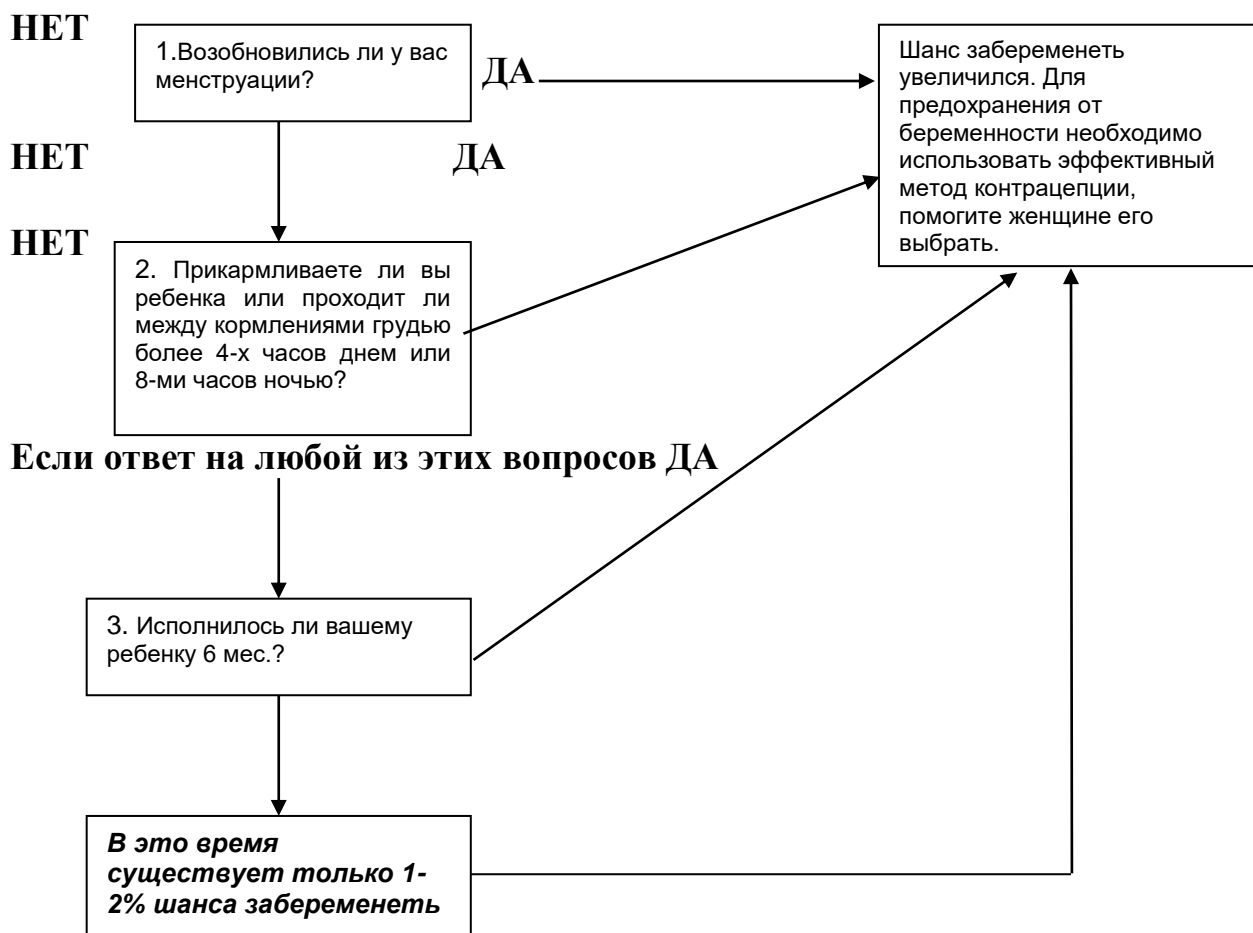 НЕТ
1.Возобновились ли у вас
менструации?
ДА
Шанс забеременеть
увеличился. Для
предохранения от
беременности необходимо
использовать эффективный
метод контрацепции,
помогите женщине его
выбрать.
НЕТ
ДА
НЕТ
2. Прикармливаете ли вы
ребенка или проходит ли
между кормлениями грудью
более 4-х часов днем или
8-ми часов ночью?
Если ответ на любой из этих вопросов ДА
3. Исполнилось ли вашему
ребенку 6 мес.?
В это время
существует только 1-
2% шанса забеременеть